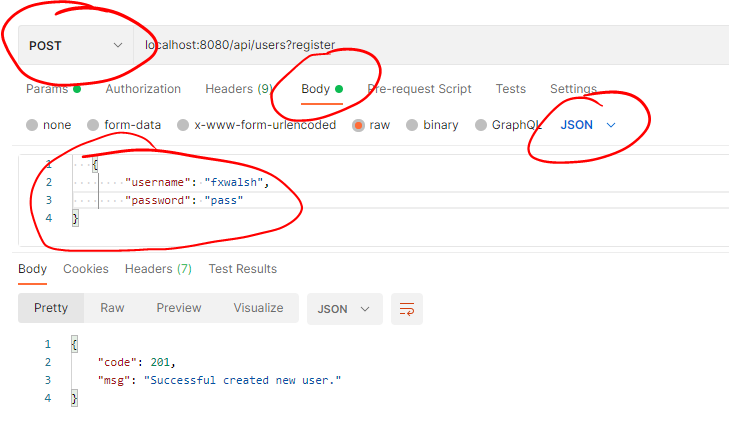 POST localhost:8080/api/users?register
Params Authorization Headers (9) Body Pre-request Script Tests Settings
none form-data x-www-form-urlencoded raw binary GraphQL JSON
1 {
2 "username": "fxwalsh",
3 "password": "pass"
4 }
Body Cookies Headers (7) Test Results
Pretty Raw Preview Visualize JSON
1 {
2 "code": 201,
3 "msg": "Successful created new user."
4 }